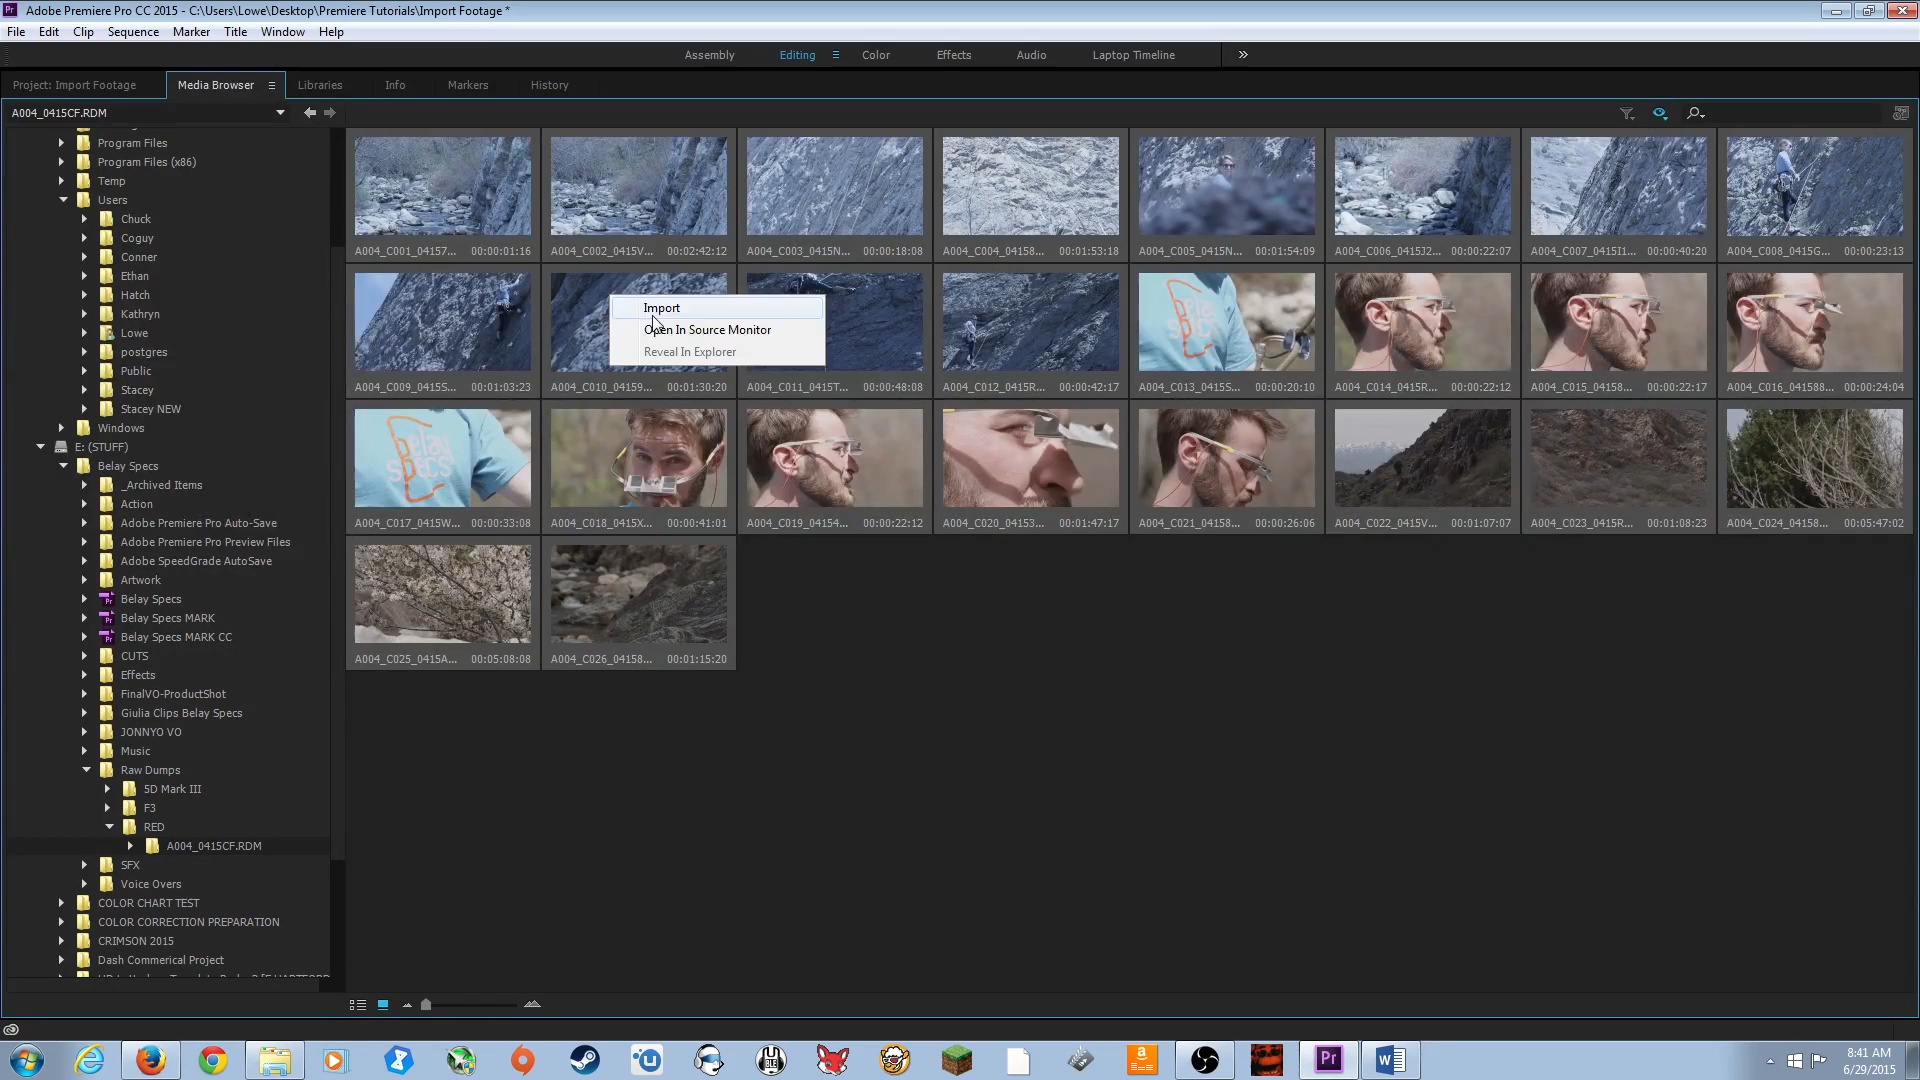 Adobe Premiere Pro CC 2015 - C:\Users\Lowe\Desktop\Premiere Tutorials\Import Footage *
File Edit Clip Sequence Marker Title Window Help
Assembly Editing Color Effects Audio Laptop Timeline
Project: Import Footage Media Browser Libraries Info Markers History
A004_0415CF.RDM
Program Files
Program Files (x86)
Temp
Users
Chuck
Coguy
Conner
Ethan
Hatch
Kathryn
Lowe
postgres
Public
Stacey
Stacey NEW
Windows
E: (STUFF)
Belay Specs
_Archived Items
Action
Adobe Premiere Pro Auto-Save
Adobe Premiere Pro Preview Files
Adobe SpeedGrade AutoSave
Artwork
Belay Specs
Belay Specs MARK
Belay Specs MARK CC
CUTS
Effects
FinalVO-ProductShot
Giulia Clips Belay Specs
JONNYO VO
Music
Raw Dumps
5D Mark III
F3
RED
A004_0415CF.RDM
SFX
Voice Overs
COLOR CHART TEST
COLOR CORRECTION PREPARATION
CRIMSON 2015
Dash Commerical Project
A004_C001_04157... 00:00:01:16 A004_C002_0415V... 00:02:42:12 A004_C003_0415N... 00:00:18:08 A004_C004_04158... 00:01:53:18 A004_C005_0415N... 00:01:54:09 A004_C006_0415J2... 00:00:22:07 A004_C007_0415I1... 00:00:40:20 A004_C008_0415G... 00:00:23:13
Import
Open In Source Monitor
Reveal In Explorer
A004_C009_0415S... 00:01:03:23 A004_C010_04159... 00:01:30:20 A004_C011_0415T... 00:00:48:08 A004_C012_0415R... 00:00:42:17 A004_C013_0415S... 00:00:20:10 A004_C014_0415R... 00:00:22:12 A004_C015_04158... 00:00:22:17 A004_C016_041588... 00:00:24:04
belay
specs
A004_C017_0415W... 00:00:33:08 A004_C018_0415X... 00:00:41:01 A004_C019_04154... 00:00:22:12 A004_C020_04153... 00:01:47:17 A004_C021_04158... 00:00:26:06 A004_C022_0415V... 00:01:07:07 A004_C023_0415R... 00:01:08:23 A004_C024_04158... 00:05:47:02
A004_C025_0415A... 00:05:08:08 A004_C026_04158... 00:01:15:20
8:41 AM
6/29/2015